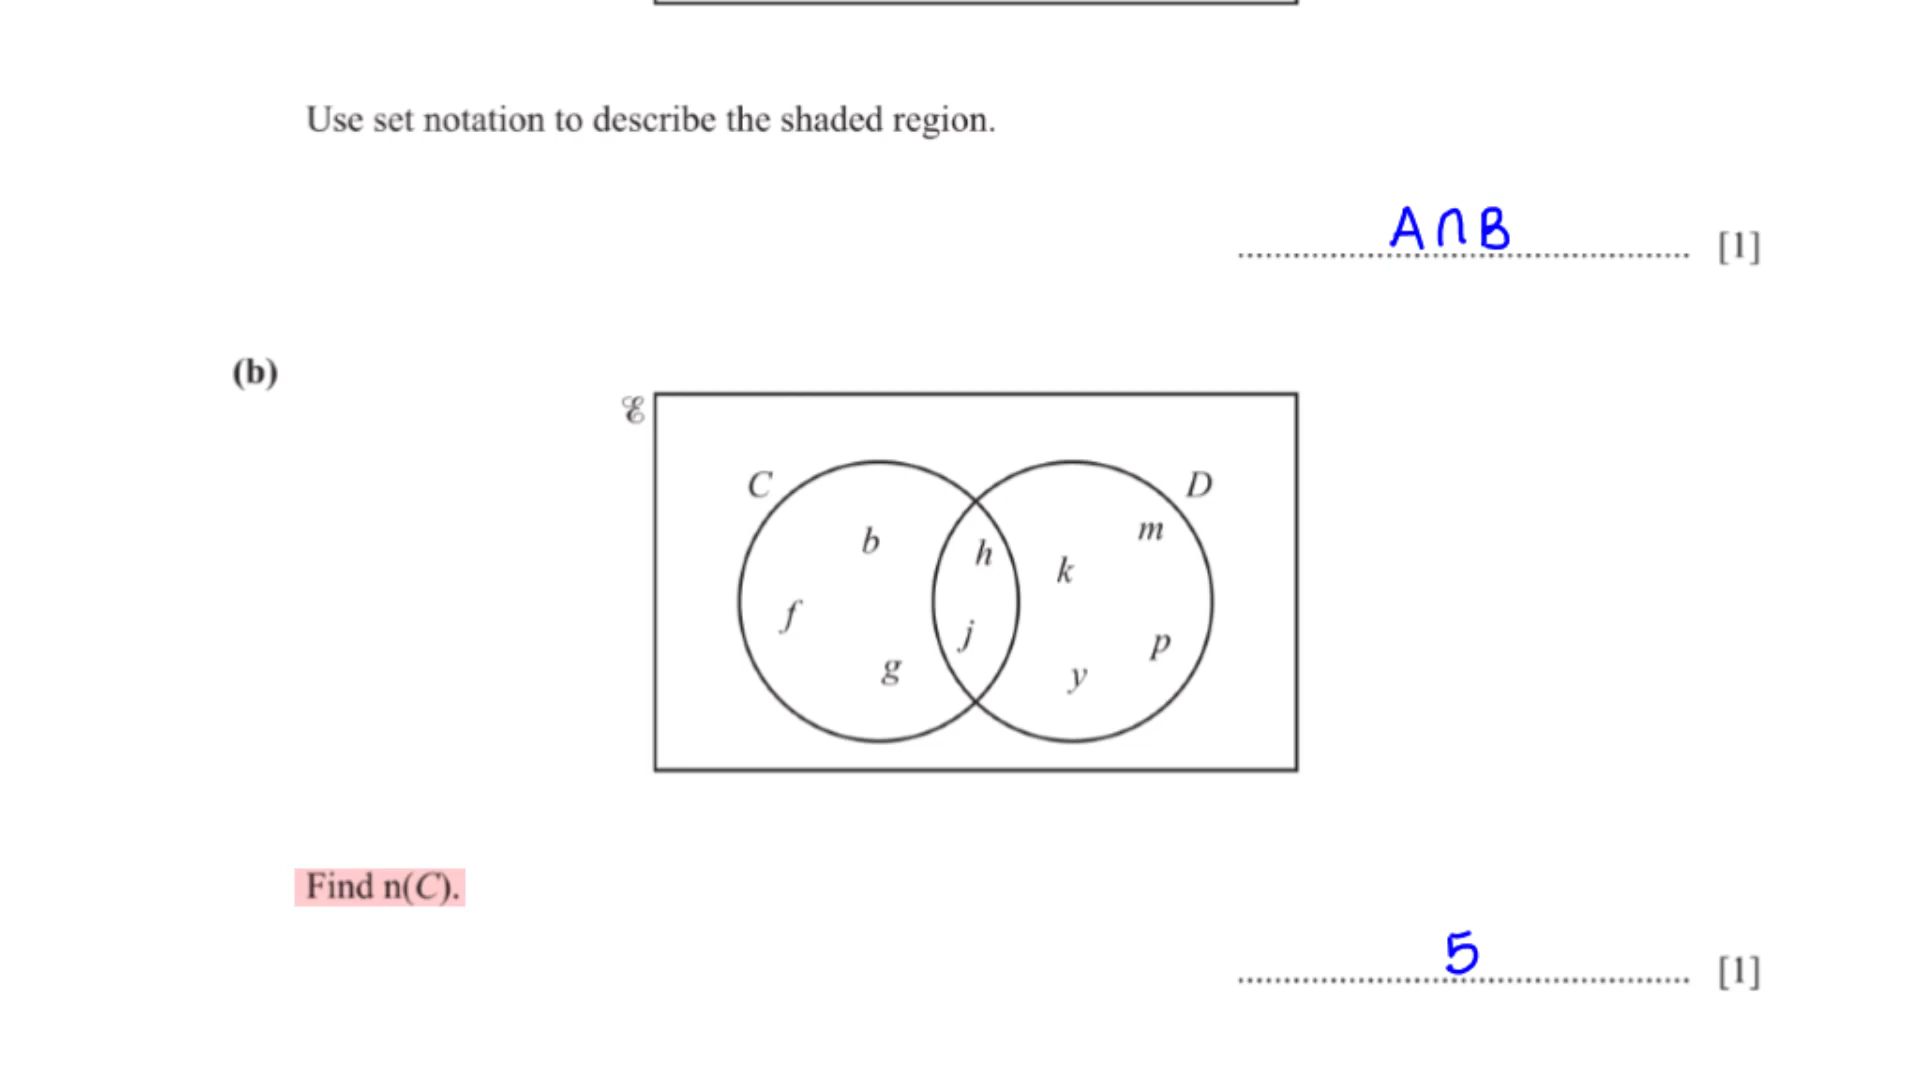 Use set notation to describe the shaded region.
A∩B
[1]
(b)
ℰ
C
D
b
h
k
m
f
j
g
y
p
Find n(C).
5
[1]